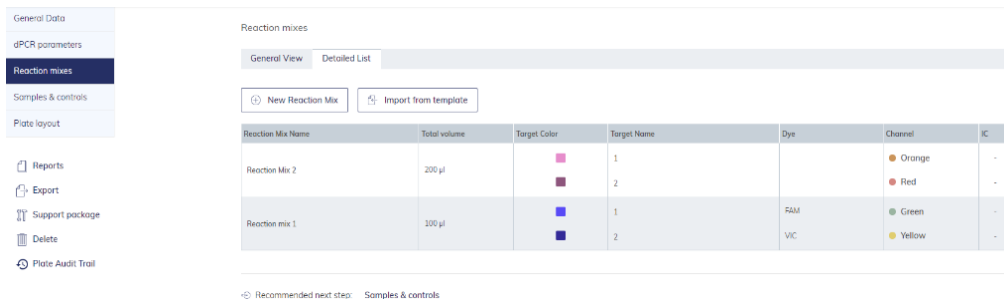 General Data
dPCR parameters
Reaction mixes
Samples & controls
Plate layout
Reports
Export
Support package
Delete
Plate Audit Trail
Reaction mixes
General View Detailed List
New Reaction Mix Import from template
Reaction Mix Name Total volume Target Color Target Name Dye Channel IC
Reaction Mix 2 200 µl
1 Orange -
2 Red -
Reaction mix 1 100 µl
1 FAM Green -
2 VIC Yellow -
Recommended next step: Samples & controls